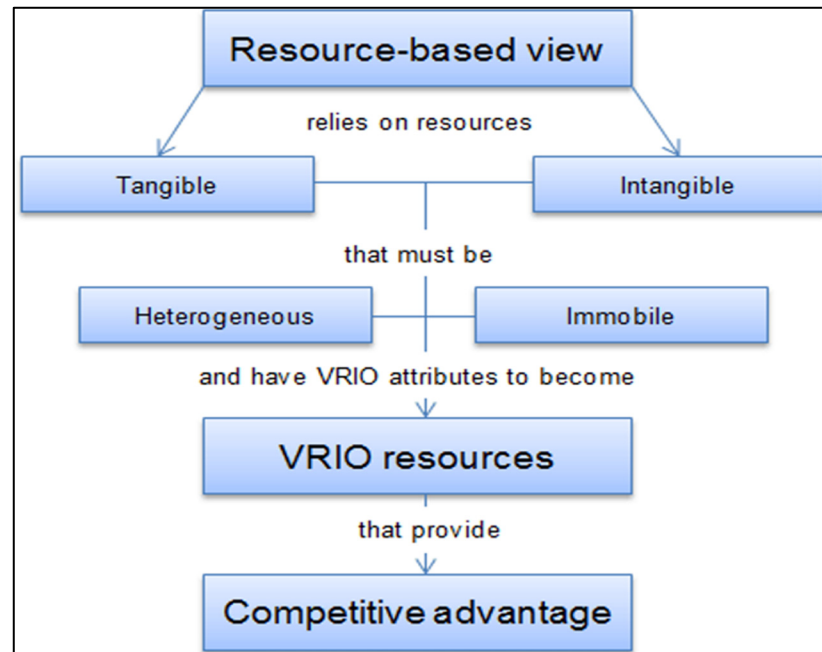 Resource-based view
relies on resources
Tangible
Intangible
that must be
Heterogeneous
Immobile
and have VRIO attributes to become
VRIO resources
that provide
Competitive advantage